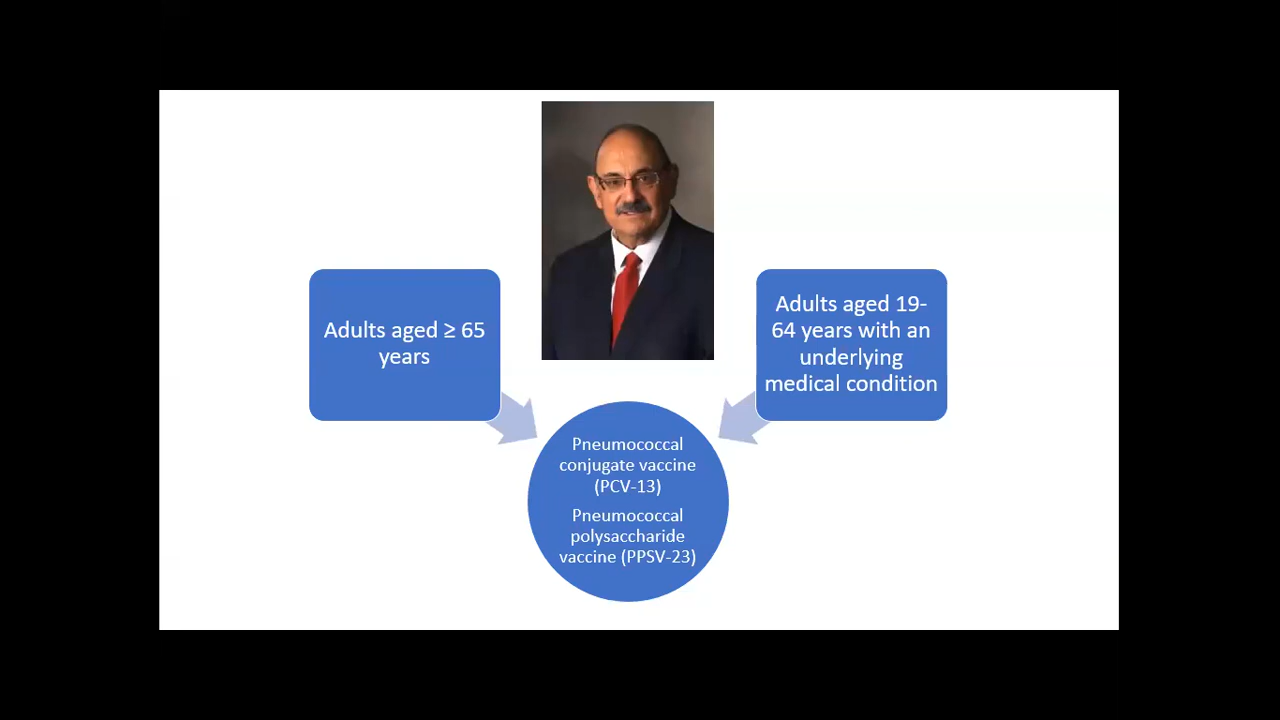 Adults aged ≥ 65
years
Adults aged 19-
64 years with an
underlying
medical condition
Pneumococcal
conjugate vaccine
(PCV-13)
Pneumococcal
polysaccharide
vaccine (PPSV-23)